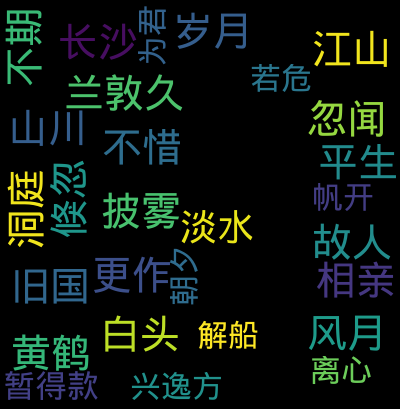 不期
长沙
为君
岁月
江山
兰敦久
若危
山川
不惜
忽闻
平生
洞庭
倏忽
帆开
披雾
淡水
故人
旧国
更作
朝夕
相亲
白头
解船
风月
黄鹤
离心
暂得款
兴逸方